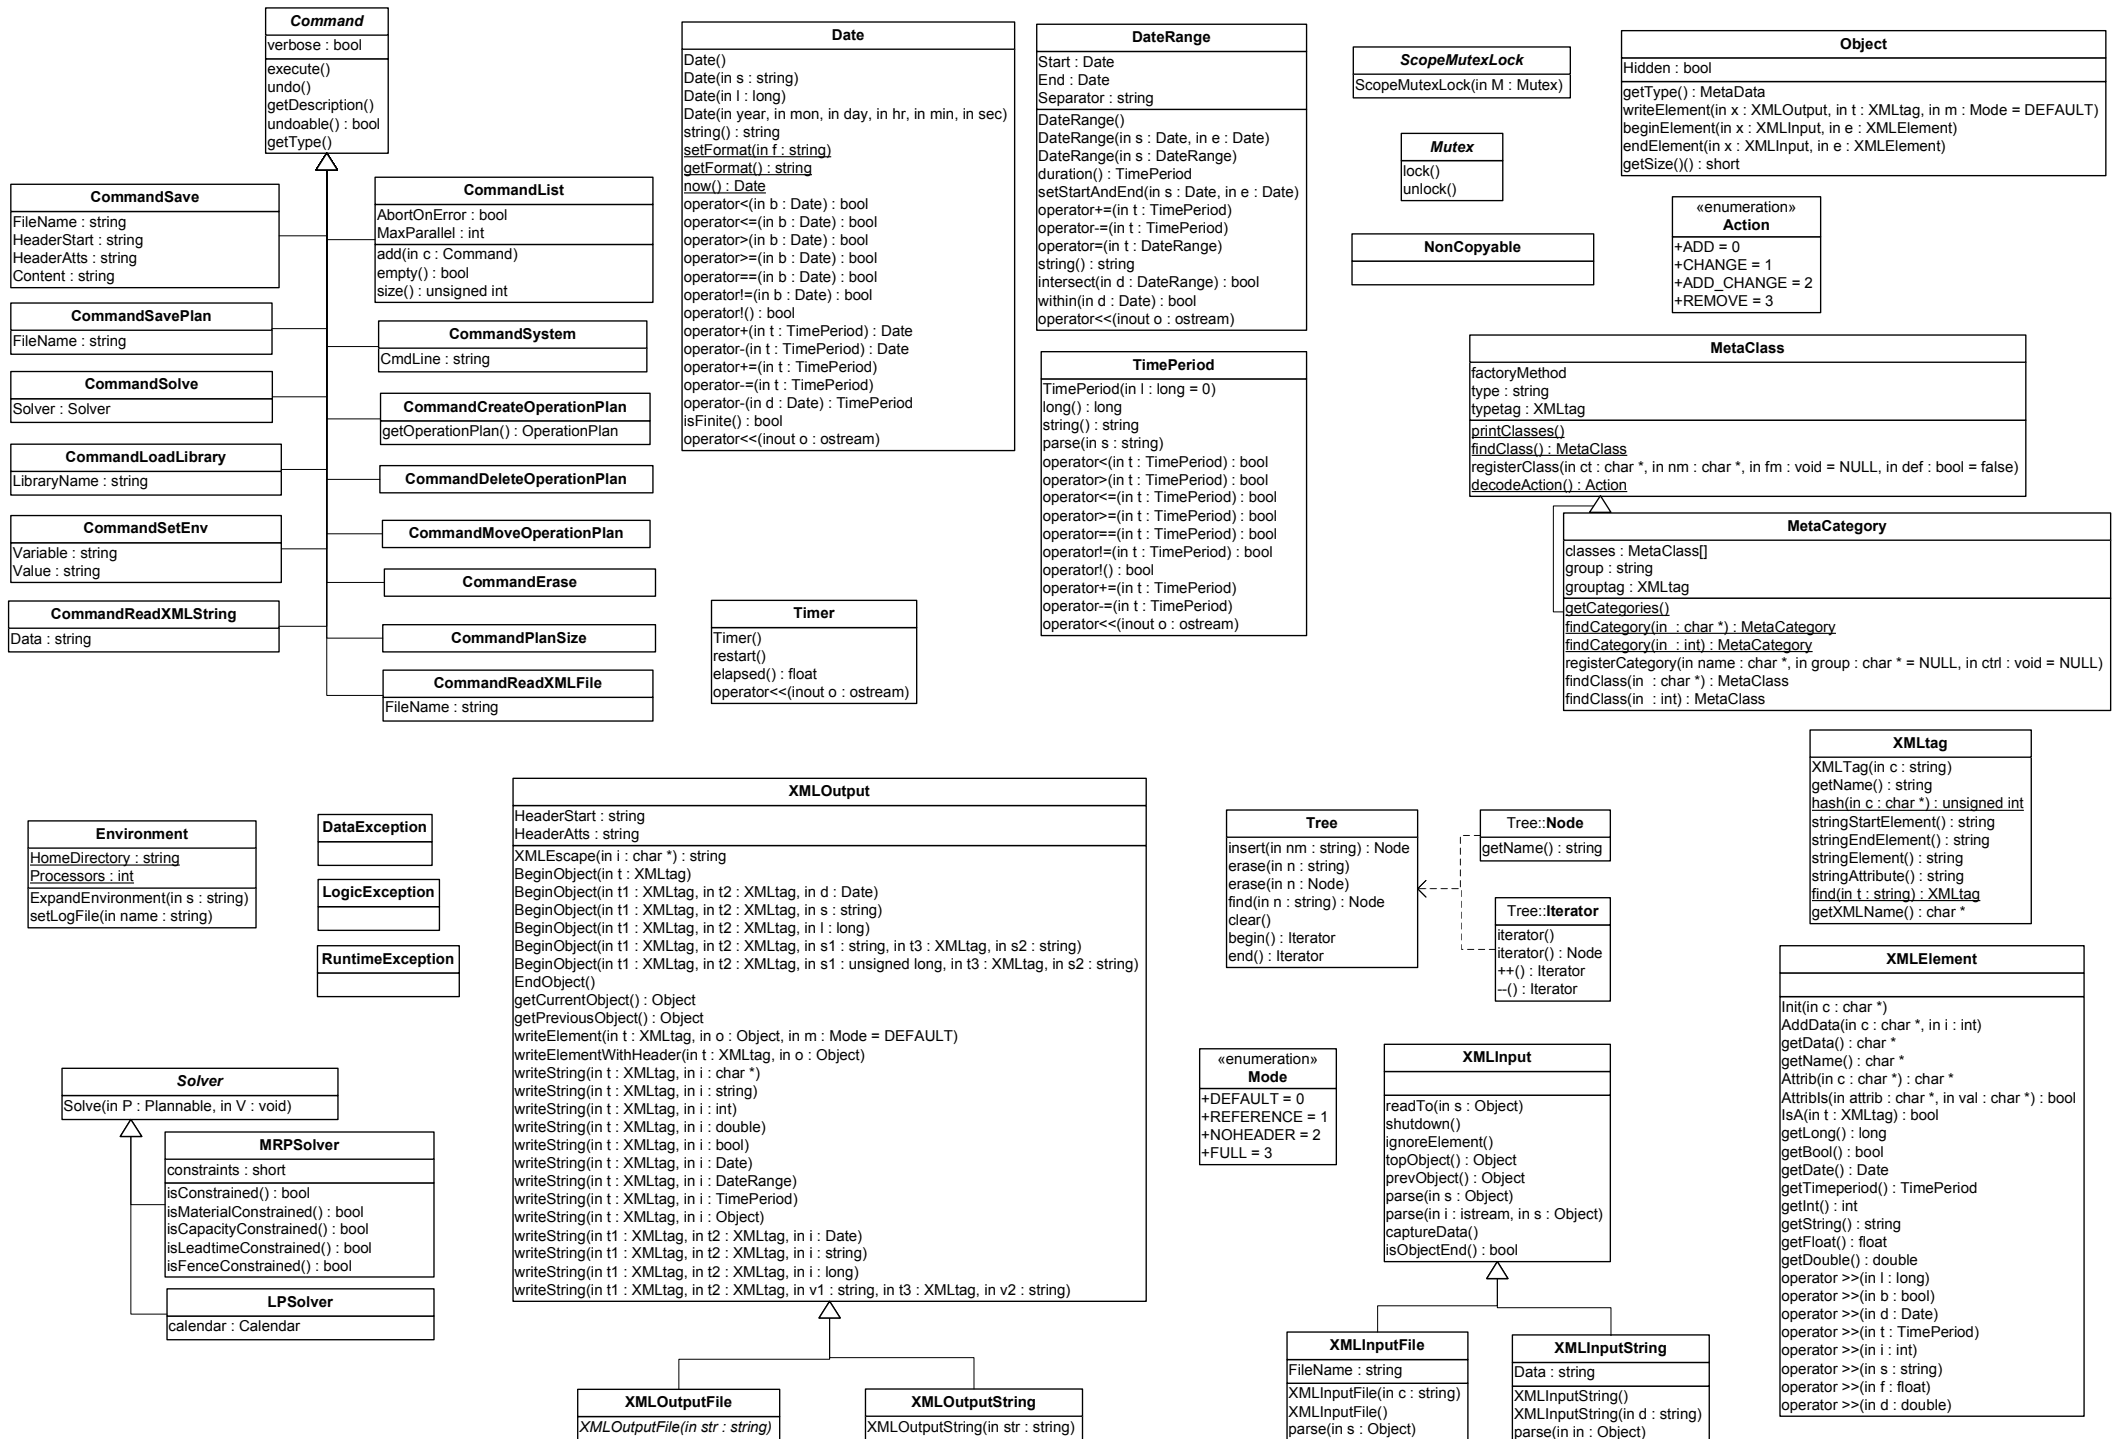 Command
verbose : bool
execute()
undo()
getDescription()
undoable() : bool
getType()
CommandSave
FileName : string
HeaderStart : string
HeaderAtts : string
Content : string
CommandSavePlan
FileName : string
CommandSolve
Solver : Solver
CommandLoadLibrary
LibraryName : string
CommandSetEnv
Variable : string
Value : string
CommandReadXMLString
Data : string
CommandList
AbortOnError : bool
MaxParallel : int
add(in c : Command)
empty() : bool
size() : unsigned int
CommandSystem
CmdLine : string
CommandCreateOperationPlan
getOperationPlan() : OperationPlan
CommandDeleteOperationPlan
CommandMoveOperationPlan
CommandErase
CommandPlanSize
CommandReadXMLFile
FileName : string
Date
Date()
Date(in s : string)
Date(in l : long)
Date(in year, in mon, in day, in hr, in min, in sec)
string() : string
setFormat(in f : string)
getFormat() : string
now() : Date
operator<(in b : Date) : bool
operator<=(in b : Date) : bool
operator>(in b : Date) : bool
operator>=(in b : Date) : bool
operator==(in b : Date) : bool
operator!=(in b : Date) : bool
operator!() : bool
operator+(in t : TimePeriod) : Date
operator-(in t : TimePeriod) : Date
operator+=(in t : TimePeriod)
operator-=(in t : TimePeriod)
operator-(in d : Date) : TimePeriod
isFinite() : bool
operator<<(inout o : ostream)
Timer
Timer()
restart()
elapsed() : float
operator<<(inout o : ostream)
DateRange
Start : Date
End : Date
Separator : string
DateRange()
DateRange(in s : Date, in e : Date)
DateRange(in s : DateRange)
duration() : TimePeriod
setStartAndEnd(in s : Date, in e : Date)
operator+=(in t : TimePeriod)
operator-=(in t : TimePeriod)
operator=(in t : DateRange)
string() : string
intersect(in d : DateRange) : bool
within(in d : Date) : bool
operator<<(inout o : ostream)
TimePeriod
TimePeriod(in l : long = 0)
long() : long
string() : string
parse(in s : string)
operator<(in t : TimePeriod) : bool
operator>(in t : TimePeriod) : bool
operator<=(in t : TimePeriod) : bool
operator>=(in t : TimePeriod) : bool
operator==(in t : TimePeriod) : bool
operator!=(in t : TimePeriod) : bool
operator!() : bool
operator+=(in t : TimePeriod)
operator-=(in t : TimePeriod)
operator<<(inout o : ostream)
ScopeMutexLock
ScopeMutexLock(in M : Mutex)
Mutex
lock()
unlock()
NonCopyable
Object
Hidden : bool
getType() : MetaData
writeElement(in x : XMLOutput, in t : XMLtag, in m : Mode = DEFAULT)
beginElement(in x : XMLInput, in e : XMLElement)
endElement(in x : XMLInput, in e : XMLElement)
getSize()() : short
«enumeration»
Action
+ADD = 0
+CHANGE = 1
+ADD_CHANGE = 2
+REMOVE = 3
MetaClass
factoryMethod
type : string
typetag : XMLtag
printClasses()
findClass() : MetaClass
registerClass(in ct : char *, in nm : char *, in fm : void = NULL, in def : bool = false)
decodeAction() : Action
MetaCategory
classes : MetaClass[]
group : string
grouptag : XMLtag
getCategories()
findCategory(in  : char *) : MetaCategory
findCategory(in  : int) : MetaCategory
registerCategory(in name : char *, in group : char * = NULL, in ctrl : void = NULL)
findClass(in  : char *) : MetaClass
findClass(in  : int) : MetaClass
Environment
HomeDirectory : string
Processors : int
ExpandEnvironment(in s : string)
setLogFile(in name : string)
DataException
LogicException
RuntimeException
Solver
Solve(in P : Plannable, in V : void)
MRPSolver
constraints : short
isConstrained() : bool
isMaterialConstrained() : bool
isCapacityConstrained() : bool
isLeadtimeConstrained() : bool
isFenceConstrained() : bool
LPSolver
calendar : Calendar
XMLOutput
HeaderStart : string
HeaderAtts : string
XMLEscape(in i : char *) : string
BeginObject(in t : XMLtag)
BeginObject(in t1 : XMLtag, in t2 : XMLtag, in d : Date)
BeginObject(in t1 : XMLtag, in t2 : XMLtag, in s : string)
BeginObject(in t1 : XMLtag, in t2 : XMLtag, in l : long)
BeginObject(in t1 : XMLtag, in t2 : XMLtag, in s1 : string, in t3 : XMLtag, in s2 : string)
BeginObject(in t1 : XMLtag, in t2 : XMLtag, in s1 : unsigned long, in t3 : XMLtag, in s2 : string)
EndObject()
getCurrentObject() : Object
getPreviousObject() : Object
writeElement(in t : XMLtag, in o : Object, in m : Mode = DEFAULT)
writeElementWithHeader(in t : XMLtag, in o : Object)
writeString(in t : XMLtag, in i : char *)
writeString(in t : XMLtag, in i : string)
writeString(in t : XMLtag, in i : int)
writeString(in t : XMLtag, in i : double)
writeString(in t : XMLtag, in i : bool)
writeString(in t : XMLtag, in i : Date)
writeString(in t : XMLtag, in i : DateRange)
writeString(in t : XMLtag, in i : TimePeriod)
writeString(in t : XMLtag, in i : Object)
writeString(in t1 : XMLtag, in t2 : XMLtag, in i : Date)
writeString(in t1 : XMLtag, in t2 : XMLtag, in i : string)
writeString(in t1 : XMLtag, in t2 : XMLtag, in i : long)
writeString(in t1 : XMLtag, in t2 : XMLtag, in v1 : string, in t3 : XMLtag, in v2 : string)
XMLOutputFile
XMLOutputFile(in str : string)
XMLOutputString
XMLOutputString(in str : string)
Tree
insert(in nm : string) : Node
erase(in n : string)
erase(in n : Node)
find(in n : string) : Node
clear()
begin() : Iterator
end() : Iterator
Tree::Node
getName() : string
Tree::Iterator
iterator()
iterator() : Node
++() : Iterator
--() : Iterator
«enumeration»
Mode
+DEFAULT = 0
+REFERENCE = 1
+NOHEADER = 2
+FULL = 3
XMLInput
readTo(in s : Object)
shutdown()
ignoreElement()
topObject() : Object
prevObject() : Object
parse(in s : Object)
parse(in i : istream, in s : Object)
captureData()
isObjectEnd() : bool
XMLInputFile
FileName : string
XMLInputFile(in c : string)
XMLInputFile()
parse(in s : Object)
XMLInputString
Data : string
XMLInputString()
XMLInputString(in d : string)
parse(in in : Object)
XMLtag
XMLTag(in c : string)
getName() : string
hash(in c : char *) : unsigned int
stringStartElement() : string
stringEndElement() : string
stringElement() : string
stringAttribute() : string
find(in t : string) : XMLtag
getXMLName() : char *
XMLElement
Init(in c : char *)
AddData(in c : char *, in i : int)
getData() : char *
getName() : char *
Attrib(in c : char *) : char *
AttribIs(in attrib : char *, in val : char *) : bool
IsA(in t : XMLtag) : bool
getLong() : long
getBool() : bool
getDate() : Date
getTimeperiod() : TimePeriod
getInt() : int
getString() : string
getFloat() : float
getDouble() : double
operator >>(in l : long)
operator >>(in b : bool)
operator >>(in d : Date)
operator >>(in t : TimePeriod)
operator >>(in i : int)
operator >>(in s : string)
operator >>(in f : float)
operator >>(in d : double)